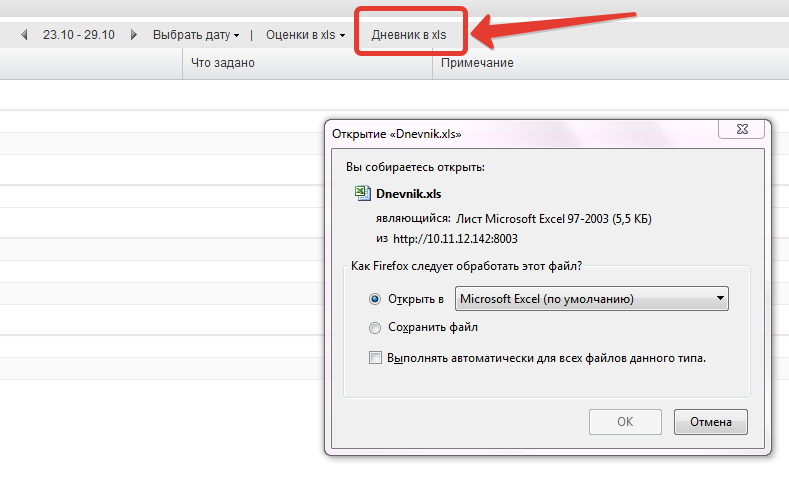 23.10 - 29.10 Выбрать дату | Оценки в xls Дневник в xls
Что задано Примечание
Открытие «Dnevnik.xls»
Вы собираетесь открыть:
Dnevnik.xls
являющийся: Лист Microsoft Excel 97-2003 (5,5 КБ)
из http://10.11.12.142:8003
Как Firefox следует обработать этот файл?
Открыть в Microsoft Excel (по умолчанию)
Сохранить файл
Выполнять автоматически для всех файлов данного типа.
OK Отмена